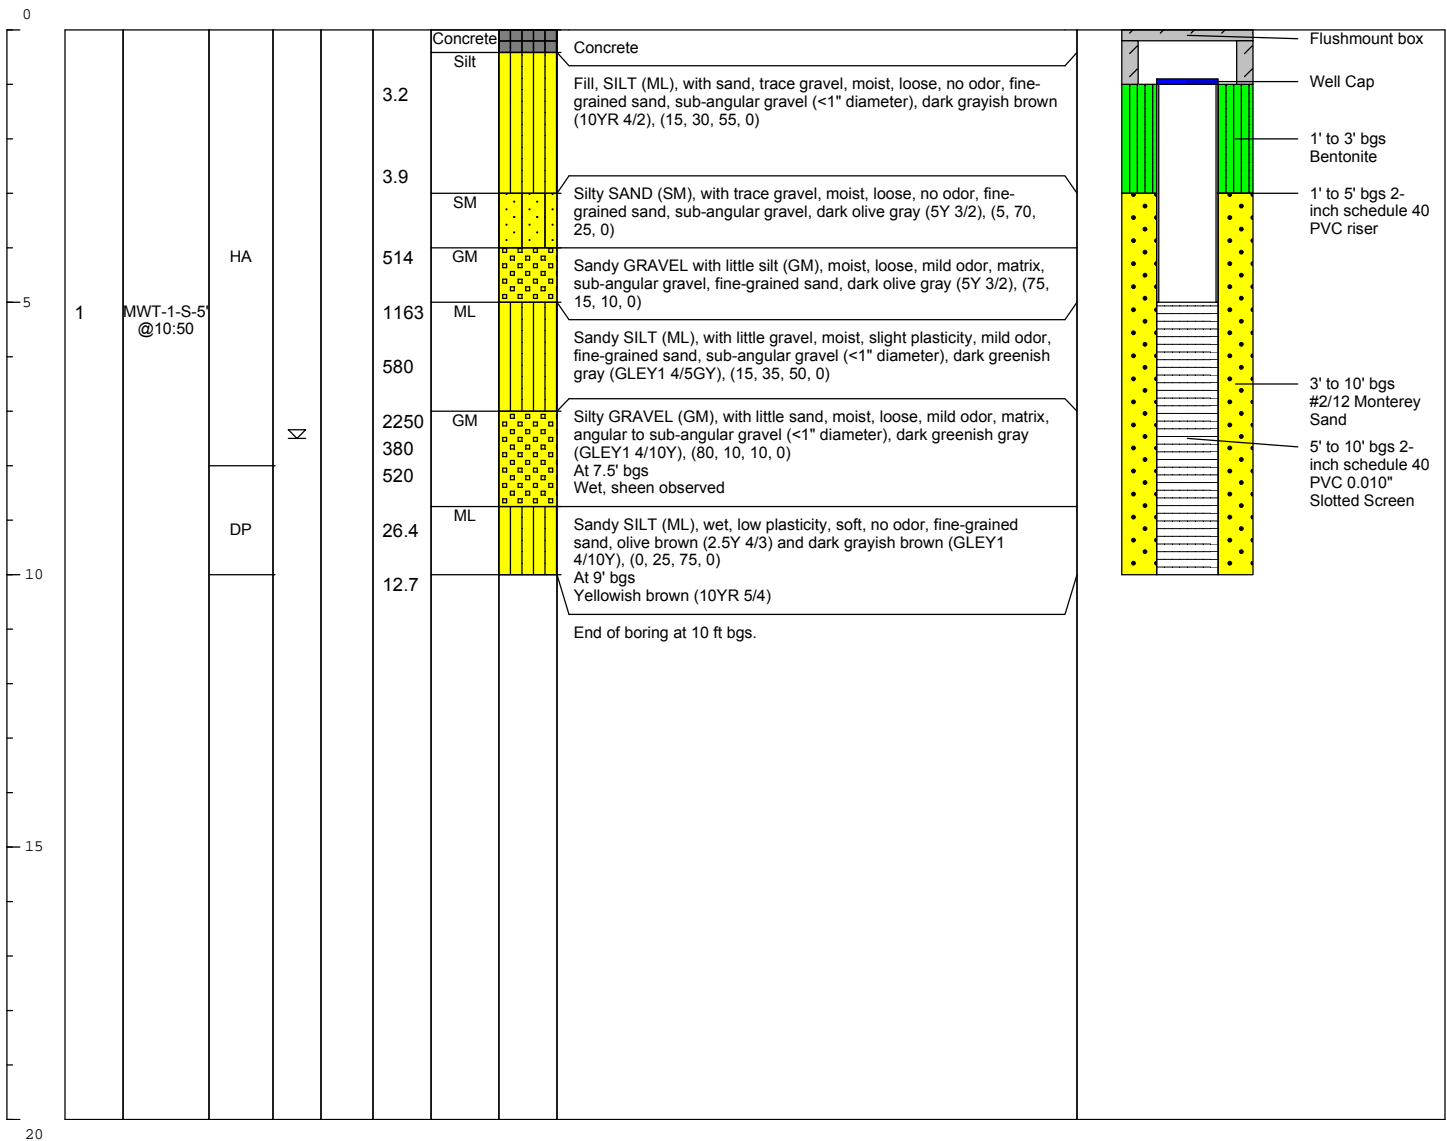 0
Concrete
Concrete
Flushmount box
Silt
Fill, SILT (ML), with sand, trace gravel, moist, loose, no odor, fine-
grained sand, sub-angular gravel (<1" diameter), dark grayish brown
(10YR 4/2), (15, 30, 55, 0)
Well Cap
3.2
1' to 3' bgs
Bentonite
3.9
SM
Silty SAND (SM), with trace gravel, moist, loose, no odor, fine-
grained sand, sub-angular gravel, dark olive gray (5Y 3/2), (5, 70,
25, 0)
1' to 5' bgs 2-
inch schedule 40
PVC riser
HA
514
GM
Sandy GRAVEL with little silt (GM), moist, loose, mild odor, matrix,
sub-angular gravel, fine-grained sand, dark olive gray (5Y 3/2), (75,
15, 10, 0)
5
1
MWT-1-S-5'
@10:50
1163
ML
Sandy SILT (ML), with little gravel, moist, slight plasticity, mild odor,
fine-grained sand, sub-angular gravel (<1" diameter), dark greenish
gray (GLEY1 4/5GY), (15, 35, 50, 0)
580
3' to 10' bgs
#2/12 Monterey
Sand
2250
GM
Silty GRAVEL (GM), with little sand, moist, loose, mild odor, matrix,
angular to sub-angular gravel (<1" diameter), dark greenish gray
(GLEY1 4/10Y), (80, 10, 10, 0)
At 7.5' bgs
Wet, sheen observed
380
520
5' to 10' bgs 2-
inch schedule 40
PVC 0.010"
Slotted Screen
DP
26.4
ML
Sandy SILT (ML), wet, low plasticity, soft, no odor, fine-grained
sand, olive brown (2.5Y 4/3) and dark grayish brown (GLEY1
4/10Y), (0, 25, 75, 0)
At 9' bgs
Yellowish brown (10YR 5/4)
10
12.7
End of boring at 10 ft bgs.
15
20